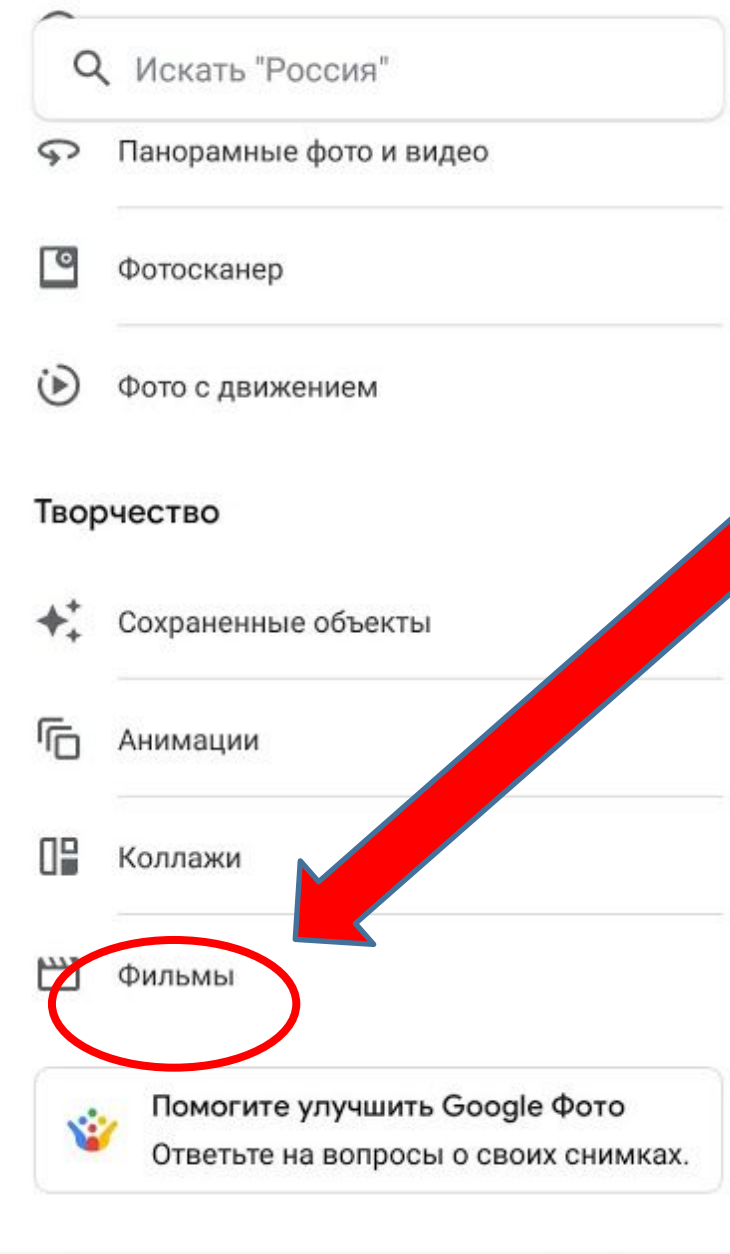 Искать "Россия"
Панорамные фото и видео
Фотосканер
Фото с движением
Творчество
Сохраненные объекты
Анимации
Коллажи
Фильмы
Помогите улучшить Google Фото
Ответьте на вопросы о своих снимках.